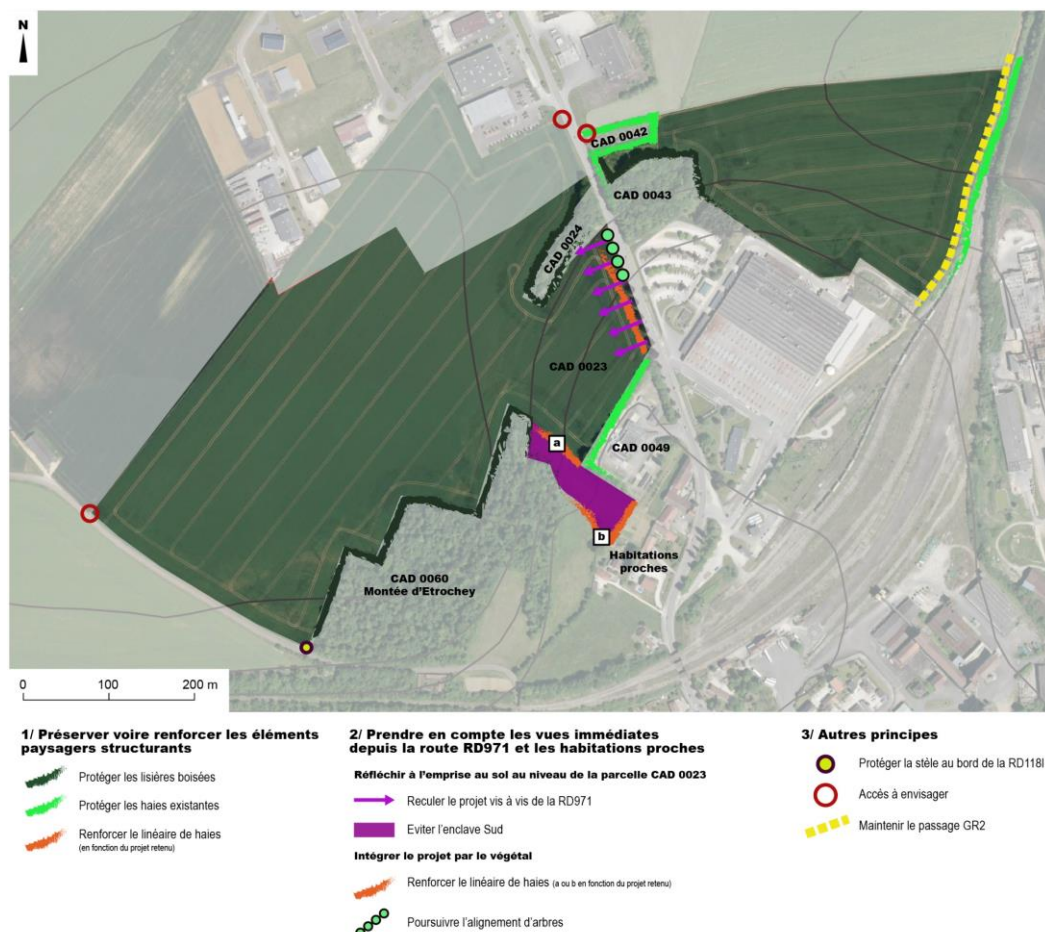 N
CAD 0042
CAD 0043
CAD 0024
CAD 0023
a
CAD 0049
b
Habitations
proches
CAD 0060
Montée d'Etrochey
0 100 200 m
1/ Préserver voire renforcer les éléments
paysagers structurants
Protéger les lisières boisées
Protéger les haies existantes
Renforcer le linéaire de haies
(en fonction du projet retenu)
2/ Prendre en compte les vues immédiates
depuis la route RD971 et les habitations proches
Réfléchir à l'emprise au sol au niveau de la parcelle CAD 0023
Reculer le projet vis à vis de la RD971
Eviter l'enclave Sud
Intégrer le projet par le végétal
Renforcer le linéaire de haies (a ou b en fonction du projet retenu)
Poursuivre l'alignement d'arbres
3/ Autres principes
Protéger la stèle au bord de la RD118I
Accés à envisager
Maintenir le passage GR2